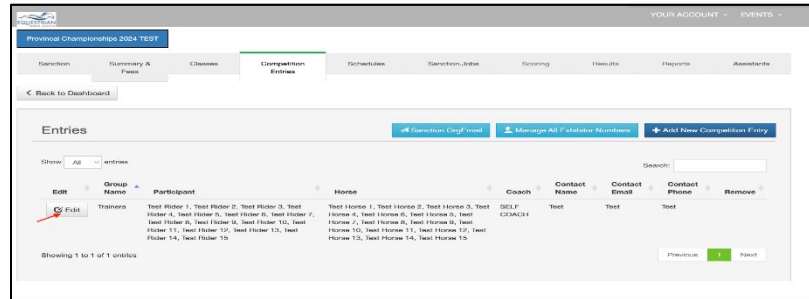 EQUESTRIAN
YOUR ACCOUNT EVENTS
Provincal Championships 2024 TEST
Sanction Summary & Fees Classes Competition Entries Schedules Sanction Jobs Scoring Results Reports Assistants
< Back to Dashboard
Entries Sanction OrgEmail Manage All Exhibitor Numbers + Add New Competition Entry
Show All entries Search:
Edit Group Name Participant Horse Coach Contact Name Contact Email Contact Phone Remove
Edit Trainers Test Rider 1, Test Rider 2, Test Rider 3, Test Test Horse 1, Test Horse 2, Test Horse 3, Test SELF Test Test Test
Rider 4, Test Rider 5, Test Rider 6, Test Rider 7, Horse 4, Test Horse 6, Test Horse 5, Test COACH
Test Rider 8, Test Rider 9, Test Rider 10, Test Horse 7, Test Horse 8, Test Horse 9, Test
Rider 11, Test Rider 12, Test Rider 13, Test Horse 10, Test Horse 11, Test Horse 12, Test
Rider 14, Test Rider 15 Horse 13, Test Horse 14, Test Horse 15
Showing 1 to 1 of 1 entries Previous 1 Next